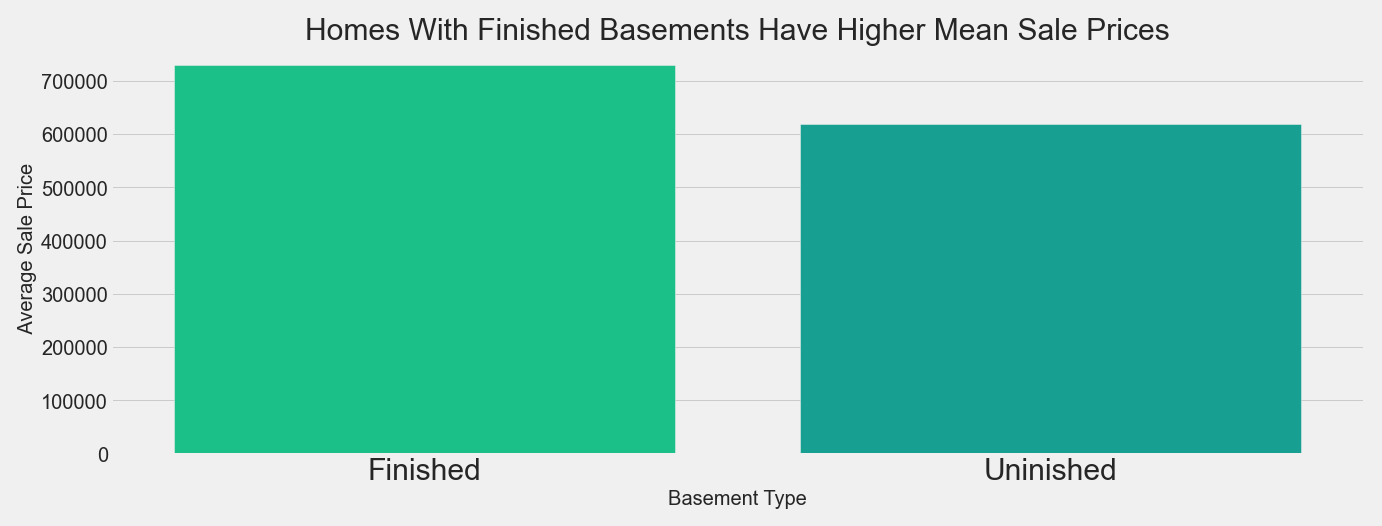 Homes With Finished Basements Have Higher Mean Sale Prices
700000
600000
500000
400000
300000
200000
100000
0
Average Sale Price
Finished
Uninished
Basement Type